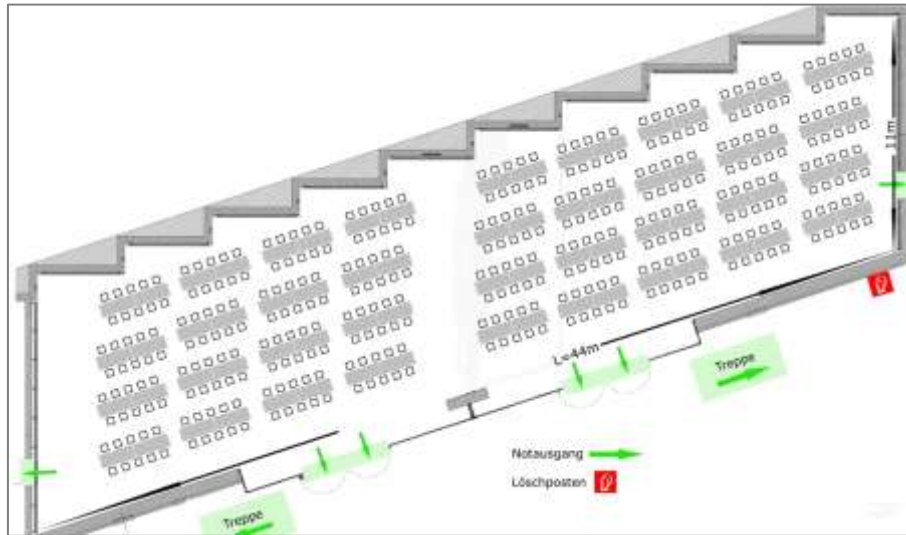 11 m
L=44m
Treppe
Notausgang
Löschposten
Treppe